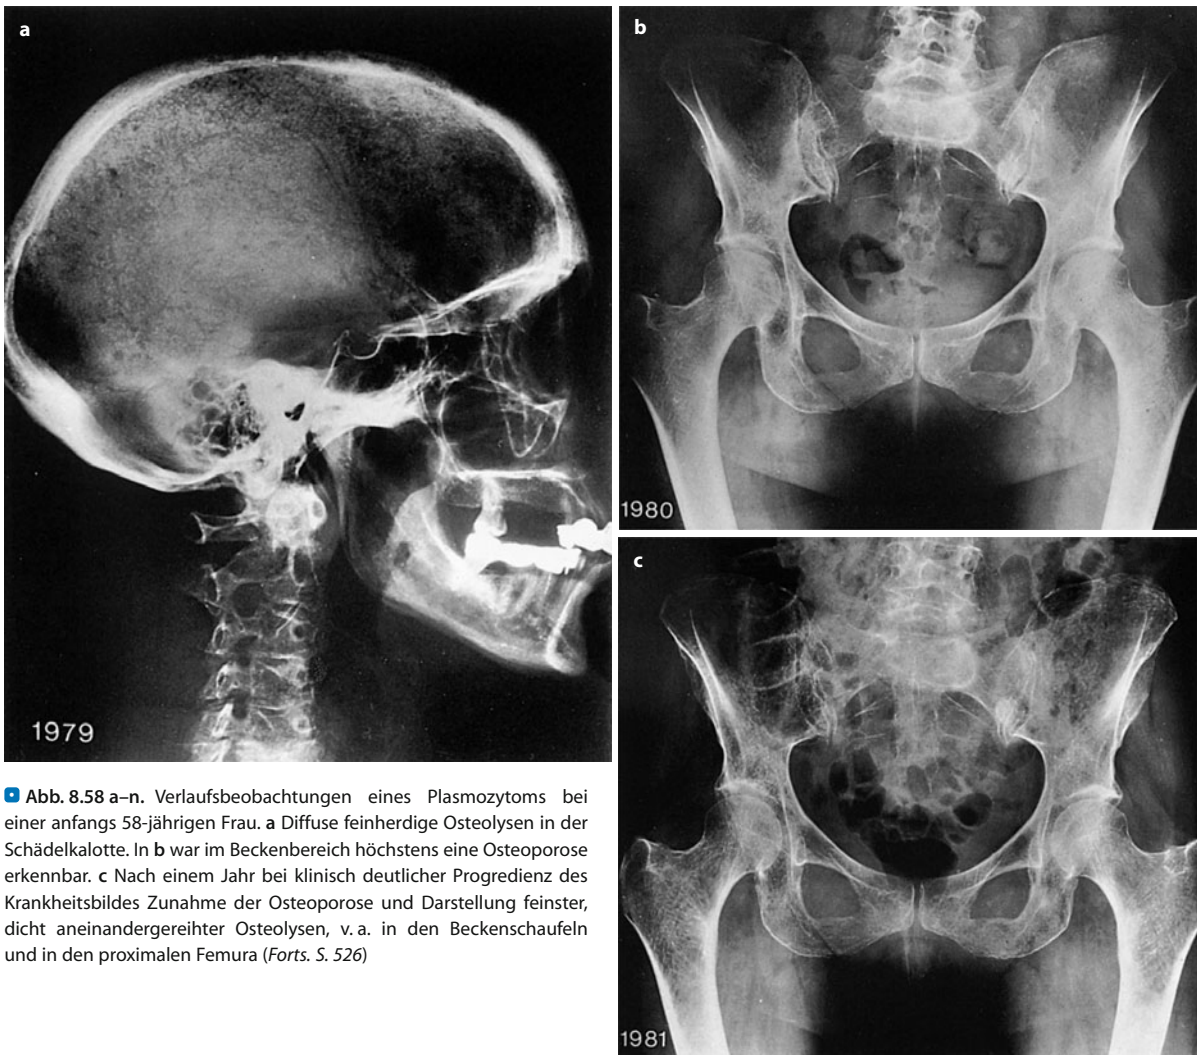 a
1979
b
1980
c
1981
Abb. 8.58 a–n. Verlaufsbeobachtungen eines Plasmozytoms bei
einer anfangs 58-jährigen Frau. a Diffuse feinherdige Osteolysen in der
Schädelkalotte. In b war im Beckenbereich höchstens eine Osteoporose
erkennbar. c Nach einem Jahr bei klinisch deutlicher Progredienz des
Krankheitsbildes Zunahme der Osteoporose und Darstellung feinster,
dicht aneinandergereihter Osteolysen, v. a. in den Beckenschaufeln
und in den proximalen Femura (Forts. S. 526)